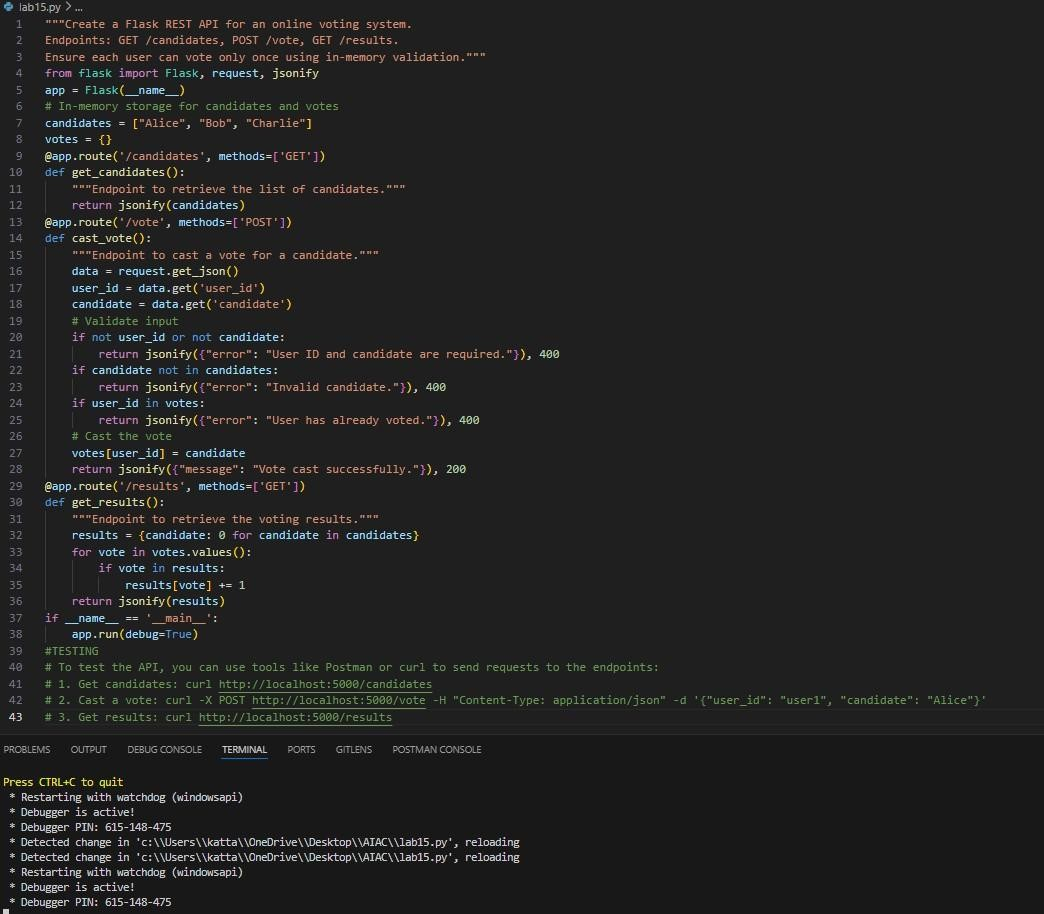 lab15.py > ...
1 """Create a Flask REST API for an online voting system.
2 Endpoints: GET /candidates, POST /vote, GET /results.
3 Ensure each user can vote only once using in-memory validation."""
4 from flask import Flask, request, jsonify
5 app = Flask(__name__)
6 # In-memory storage for candidates and votes
7 candidates = ["Alice", "Bob", "Charlie"]
8 votes = {}
9 @app.route('/candidates', methods=['GET'])
10 def get_candidates():
11     """Endpoint to retrieve the list of candidates."""
12     return jsonify(candidates)
13 @app.route('/vote', methods=['POST'])
14 def cast_vote():
15     """Endpoint to cast a vote for a candidate."""
16     data = request.get_json()
17     user_id = data.get('user_id')
18     candidate = data.get('candidate')
19     # Validate input
20     if not user_id or not candidate:
21         return jsonify({"error": "User ID and candidate are required."}), 400
22     if candidate not in candidates:
23         return jsonify({"error": "Invalid candidate."}), 400
24     if user_id in votes:
25         return jsonify({"error": "User has already voted."}), 400
26     # Cast the vote
27     votes[user_id] = candidate
28     return jsonify({"message": "Vote cast successfully."}), 200
29 @app.route('/results', methods=['GET'])
30 def get_results():
31     """Endpoint to retrieve the voting results."""
32     results = {candidate: 0 for candidate in candidates}
33     for vote in votes.values():
34         if vote in results:
35             results[vote] += 1
36     return jsonify(results)
37 if __name__ == '__main__':
38     app.run(debug=True)
39 #TESTING
40 # To test the API, you can use tools like Postman or curl to send requests to the endpoints:
41 # 1. Get candidates: curl http://localhost:5000/candidates
42 # 2. Cast a vote: curl -X POST http://localhost:5000/vote -H "Content-Type: application/json" -d '{"user_id": "user1", "candidate": "Alice"}'
43 # 3. Get results: curl http://localhost:5000/results
PROBLEMS OUTPUT DEBUG CONSOLE TERMINAL PORTS GITLENS POSTMAN CONSOLE
Press CTRL+C to quit
 * Restarting with watchdog (windowsapi)
 * Debugger is active!
 * Debugger PIN: 615-148-475
 * Detected change in 'c:\\Users\\katta\\OneDrive\\Desktop\\AIAC\\lab15.py', reloading
 * Detected change in 'c:\\Users\\katta\\OneDrive\\Desktop\\AIAC\\lab15.py', reloading
 * Restarting with watchdog (windowsapi)
 * Debugger is active!
 * Debugger PIN: 615-148-475